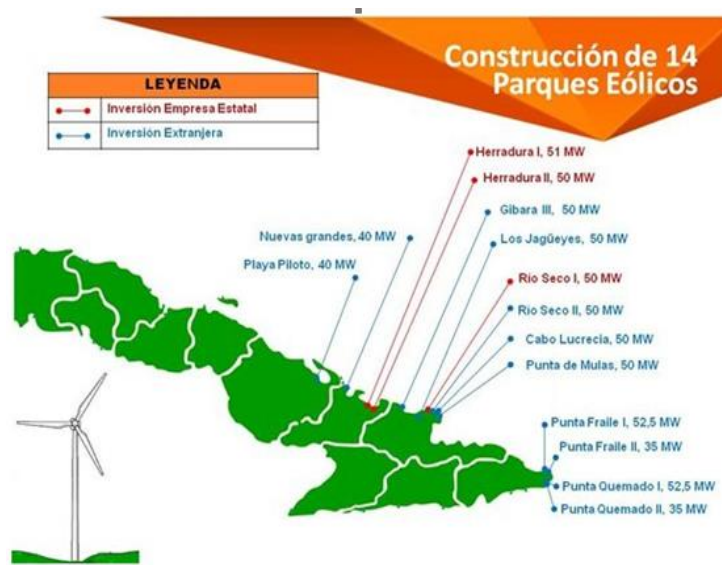 Construcción de 14
Parques Eólicos
LEYENDA
Inversión Empresa Estatal
Inversión Extranjera
Herradura I, 51 MW
Herradura II, 50 MW
Gibara III, 50 MW
Nuevas grandes, 40 MW
Los Jagüeyes, 50 MW
Playa Piloto, 40 MW
Río Seco I, 50 MW
Río Seco II, 50 MW
Cabo Lucrecia, 50 MW
Punta de Mulas, 50 MW
Punta Fraile I, 52,5 MW
Punta Fraile II, 35 MW
Punta Quemado I, 52,5 MW
Punta Quemado II, 35 MW